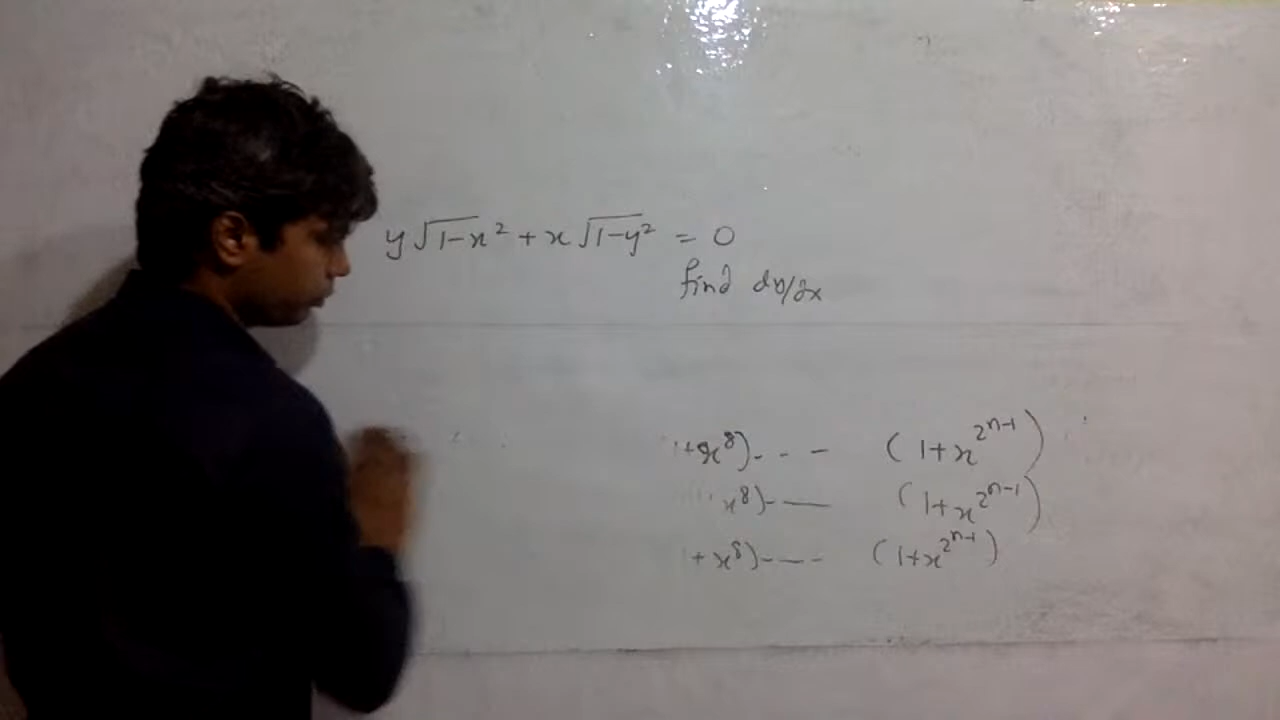 y√1-x² + x√1-y² = 0
find dy/dx
+x⁸)--- (1+x^2^n-1)
x⁸)-— (1+x^2^n-1)
+x⁸)--- (1+x^2^n-1)